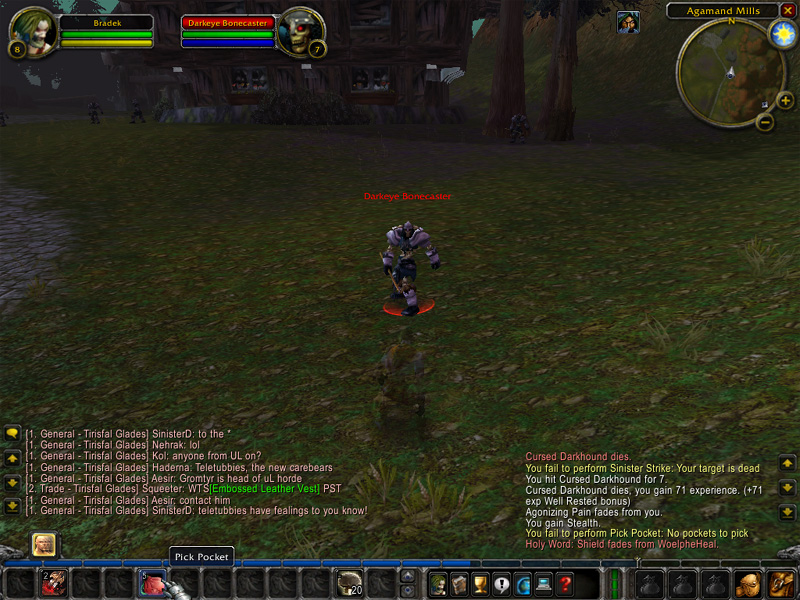 Bradek
8
Darkeye Bonecaster
7
Agamand Mills
N
Darkeye Bonecaster
[1. General - Tirisfal Glades] SinisterD: to the *
[1. General - Tirisfal Glades] Nehrak: lol
[1. General - Tirisfal Glades] Kol: anyone from UL on?
[1. General - Tirisfal Glades] Haderna: Teletubbies, the new carebears
[1. General - Tirisfal Glades] Aesir: Gromtyr is head of uL horde
[2. Trade - Tirisfal Glades] Squeeter: WTS[Embossed Leather Vest] PST
[1. General - Tirisfal Glades] Aesir: contact him
[1. General - Tirisfal Glades] SinisterD: teletubbies have fealings to you know!
Cursed Darkhound dies.
You fail to perform Sinister Strike: Your target is dead
You hit Cursed Darkhound for 7.
Cursed Darkhound dies, you gain 71 experience. (+71
exp Well Rested bonus)
Agonizing Pain fades from you.
You gain Stealth.
You fail to perform Pick Pocket: No pockets to pick
Holy Word: Shield fades from WoelpheHeal.
Pick Pocket
2
5
20